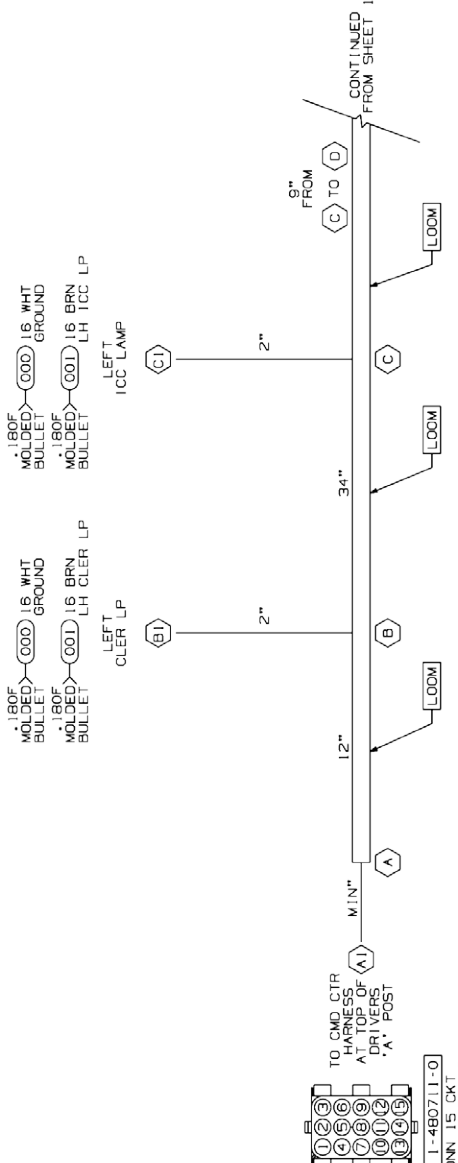 .180F
MOLDED 000 16 WHT
BULLET GROUND
.180F
MOLDED 001 16 BRN
BULLET LH CLER LP
LEFT
CLER LP
B1
.180F
MOLDED 000 16 WHT
BULLET GROUND
.180F
MOLDED 001 16 BRN
BULLET LH ICC LP
LEFT
ICC LAMP
C1
2"
2"
9"
FROM
C TO D
CONTINUED
FROM SHEET 1
TO CMD CTR
HARNESS
AT TOP OF
DRIVERS
"A" POST
A1
MIN"
12"
34"
A
B
C
LOOM
LOOM
LOOM
1 2 3
4 5 6
7 8 9
10 11 12
13 14 15
1-480711-0
NN 15 CKT